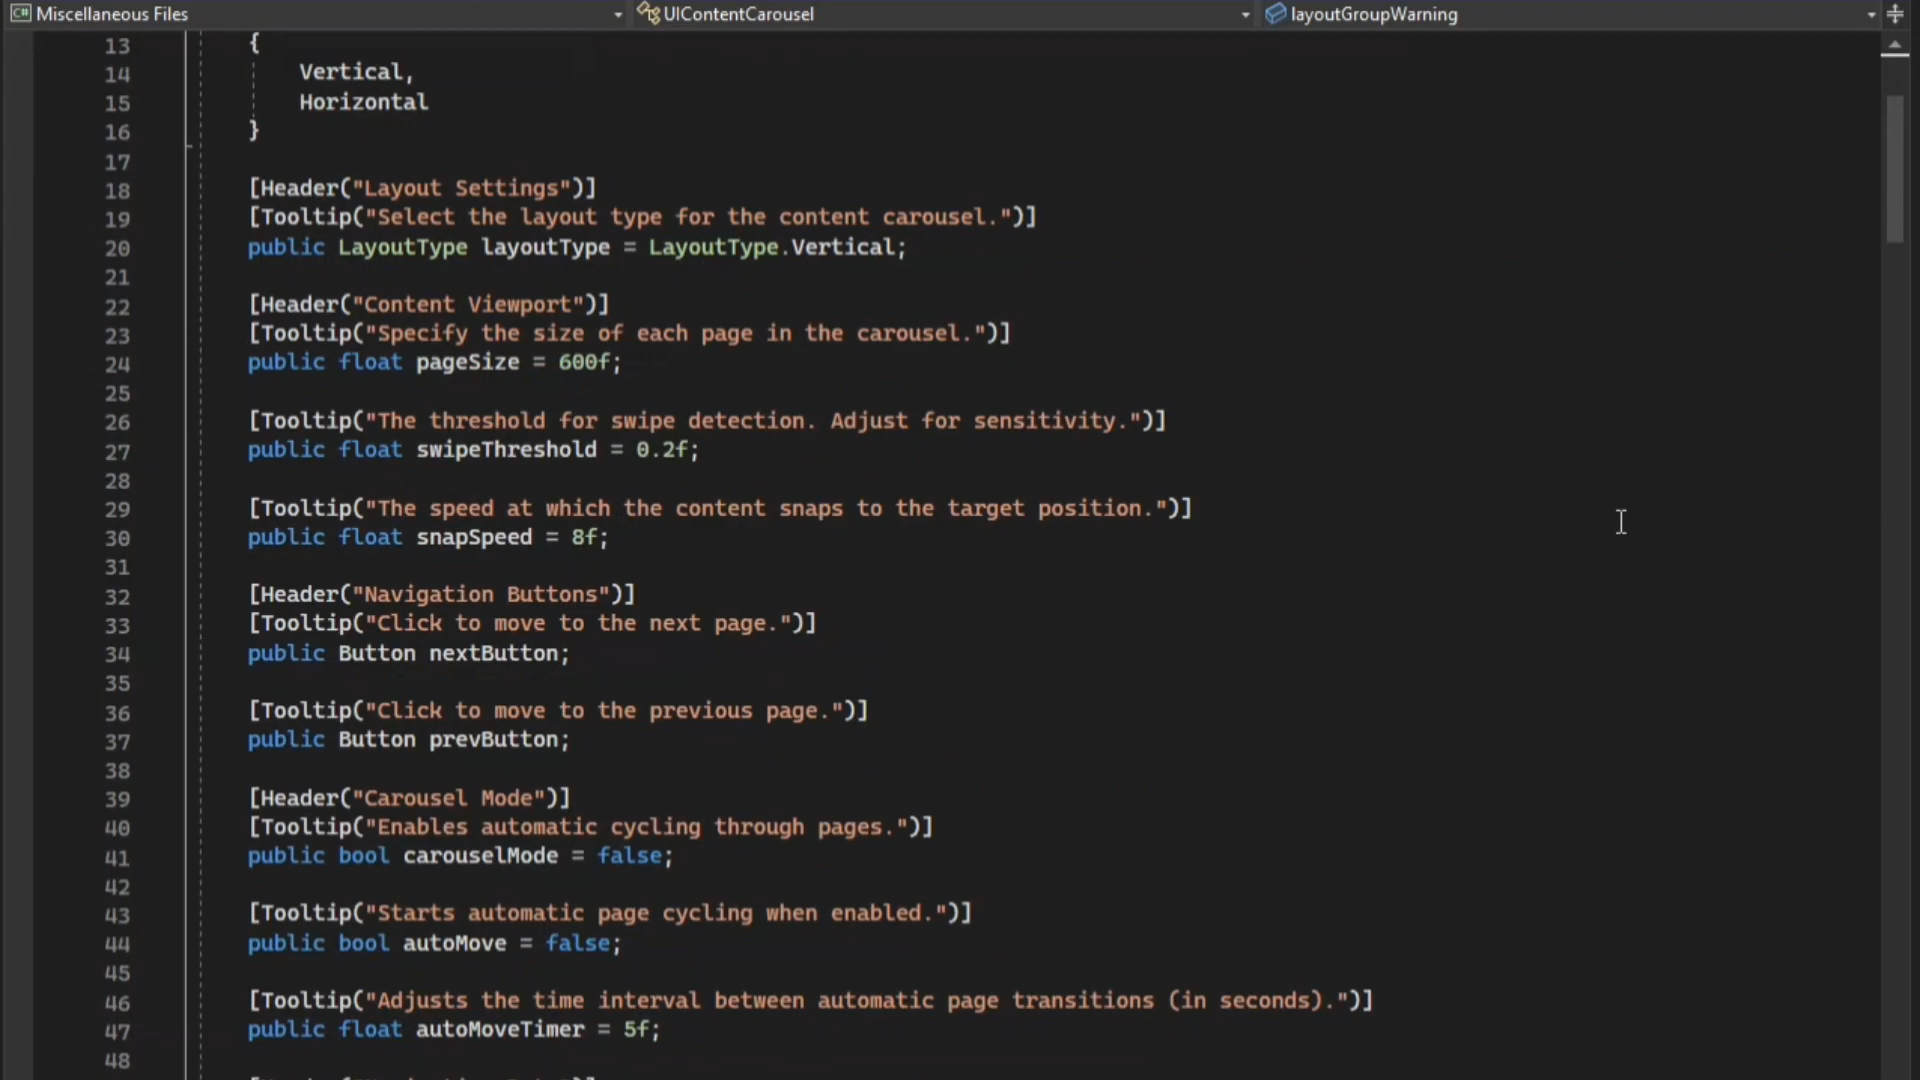 C# Miscellaneous Files UIContentCarousel layoutGroupWarning
13 {
14 Vertical,
15 Horizontal
16 }
17
18 [Header("Layout Settings")]
19 [Tooltip("Select the layout type for the content carousel.")]
20 public LayoutType layoutType = LayoutType.Vertical;
21
22 [Header("Content Viewport")]
23 [Tooltip("Specify the size of each page in the carousel.")]
24 public float pageSize = 600f;
25
26 [Tooltip("The threshold for swipe detection. Adjust for sensitivity.")]
27 public float swipeThreshold = 0.2f;
28
29 [Tooltip("The speed at which the content snaps to the target position.")]
30 public float snapSpeed = 8f;
31
32 [Header("Navigation Buttons")]
33 [Tooltip("Click to move to the next page.")]
34 public Button nextButton;
35
36 [Tooltip("Click to move to the previous page.")]
37 public Button prevButton;
38
39 [Header("Carousel Mode")]
40 [Tooltip("Enables automatic cycling through pages.")]
41 public bool carouselMode = false;
42
43 [Tooltip("Starts automatic page cycling when enabled.")]
44 public bool autoMove = false;
45
46 [Tooltip("Adjusts the time interval between automatic page transitions (in seconds).")]
47 public float autoMoveTimer = 5f;
48